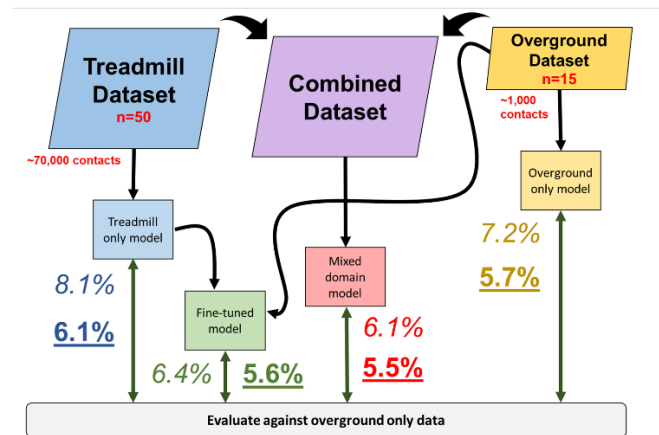 Treadmill
Dataset
n=50
Combined
Dataset
Overground
Dataset
n=15
~70,000 contacts
~1,000
contacts
Treadmill
only model
Overground
only model
Fine-tuned
model
Mixed
domain
model
8.1%
6.1%
6.4%
5.6%
6.1%
5.5%
7.2%
5.7%
Evaluate against overground only data